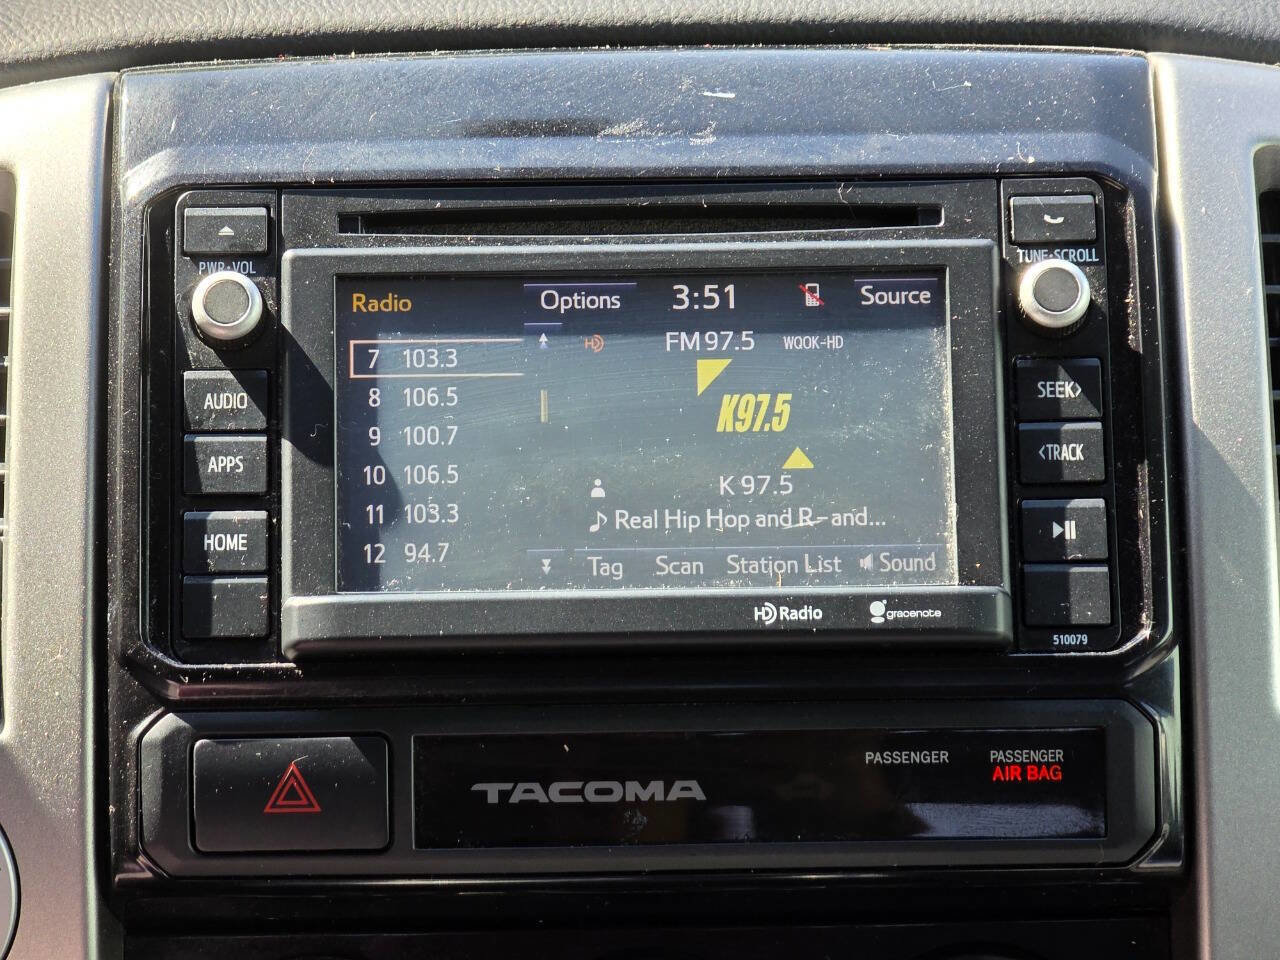 PWR·VOL
TUNE·SCROLL
Radio
Options
3:51
Source
7 103.3
8 106.5
9 100.7
10 106.5
11 103.3
12 94.7
HD
FM 97.5
WQOK-HD
K97.5
K 97.5
Real Hip Hop and R- and...
Tag
Scan
Station List
Sound
AUDIO
APPS
HOME
SEEK>
<TRACK
HD Radio
gracenote
510079
TACOMA
PASSENGER
PASSENGER
AIR BAG